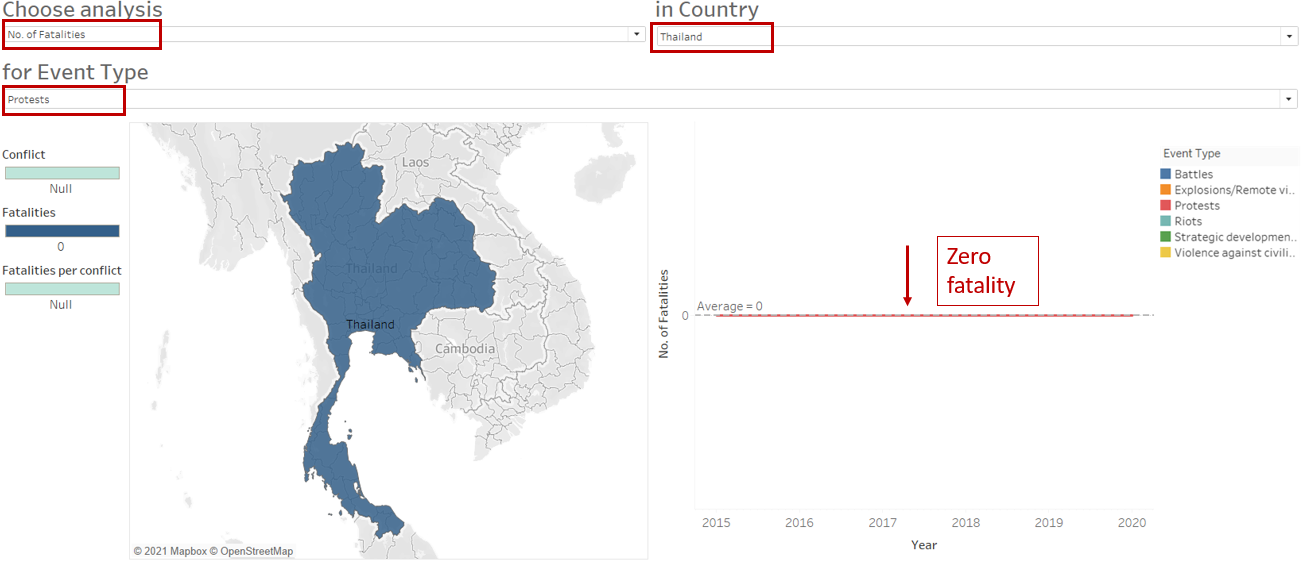 Choose analysis
in Country
No. of Fatalities
Thailand
for Event Type
Protests
Conflict
Null
Fatalities
0
Fatalities per conflict
Null
Laos
Thailand
Thailand
Cambodia
© 2021 Mapbox © OpenStreetMap
No. of Fatalities
0
Average = 0
Zero
fatality
2015 2016 2017 2018 2019 2020
Year
Event Type
Battles
Explosions/Remote vi..
Protests
Riots
Strategic developmen..
Violence against civili..